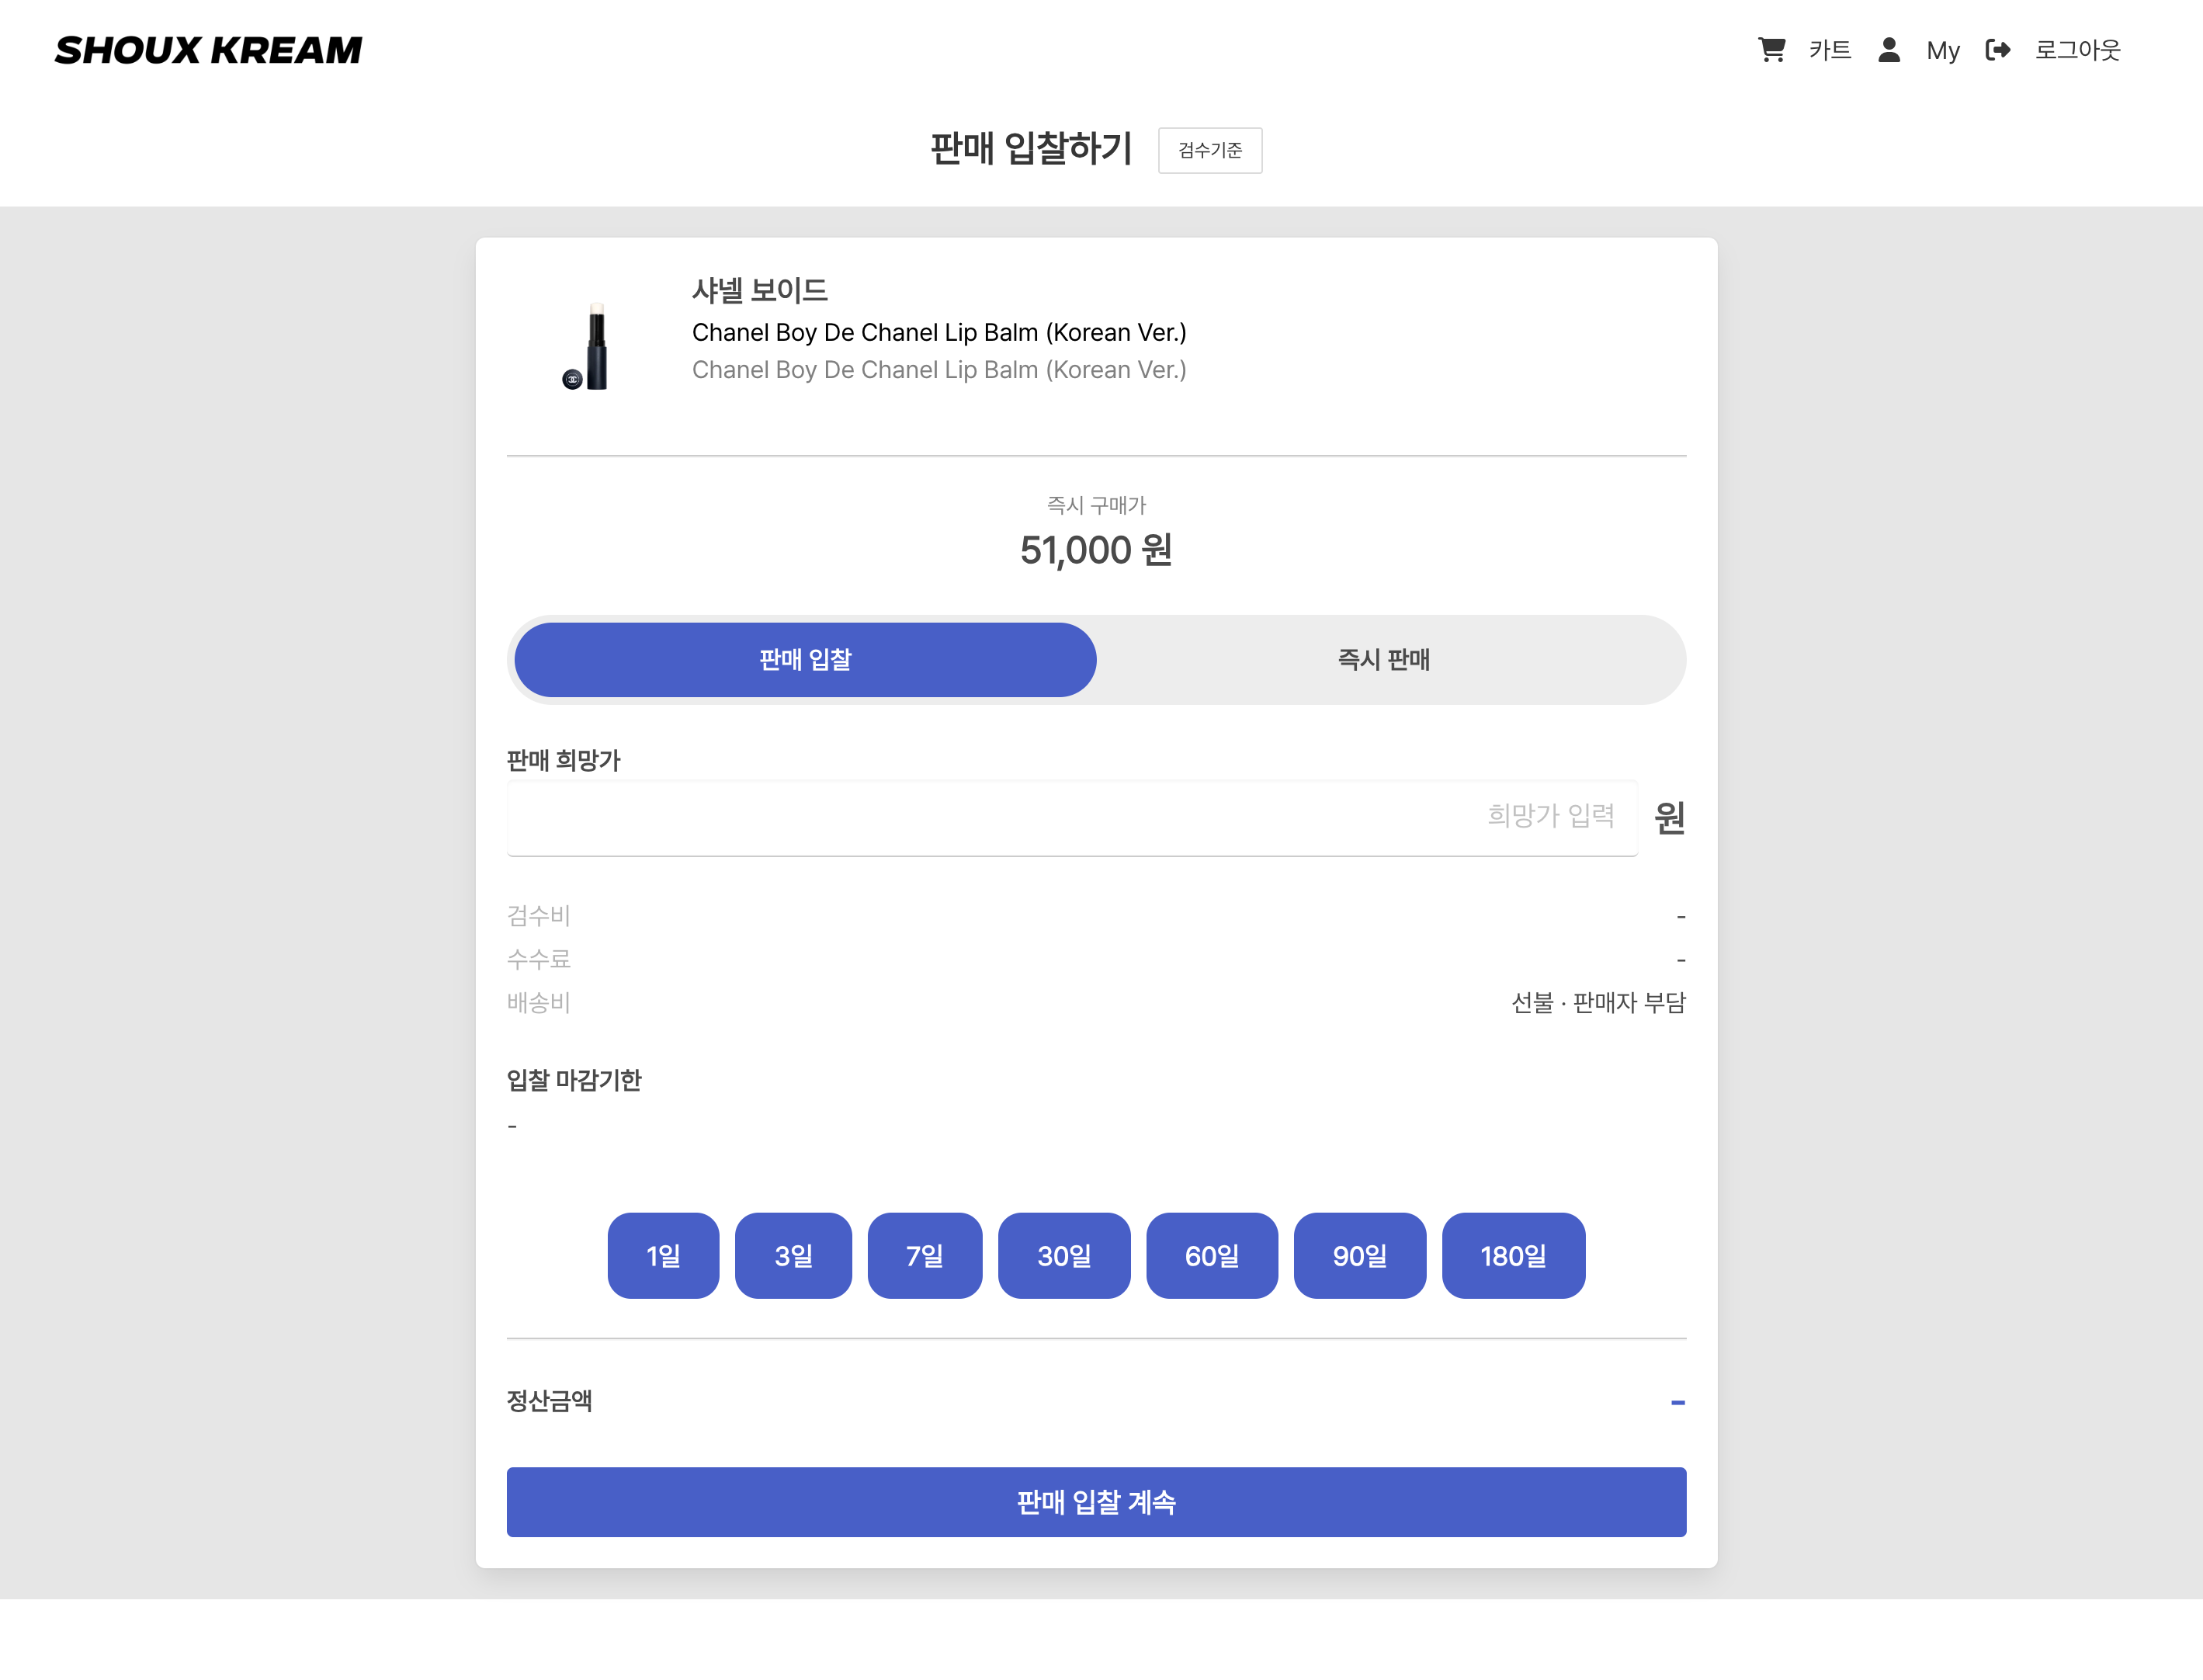 SHOUX KREAM
카트 My 로그아웃
판매 입찰하기 검수기준
샤넬 보이드
Chanel Boy De Chanel Lip Balm (Korean Ver.)
Chanel Boy De Chanel Lip Balm (Korean Ver.)
즉시 구매가
51,000 원
판매 입찰 즉시 판매
판매 희망가
희망가 입력 원
검수비 -
수수료 -
배송비 선불 · 판매자 부담
입찰 마감기한
-
1일 3일 7일 30일 60일 90일 180일
정산금액 -
판매 입찰 계속